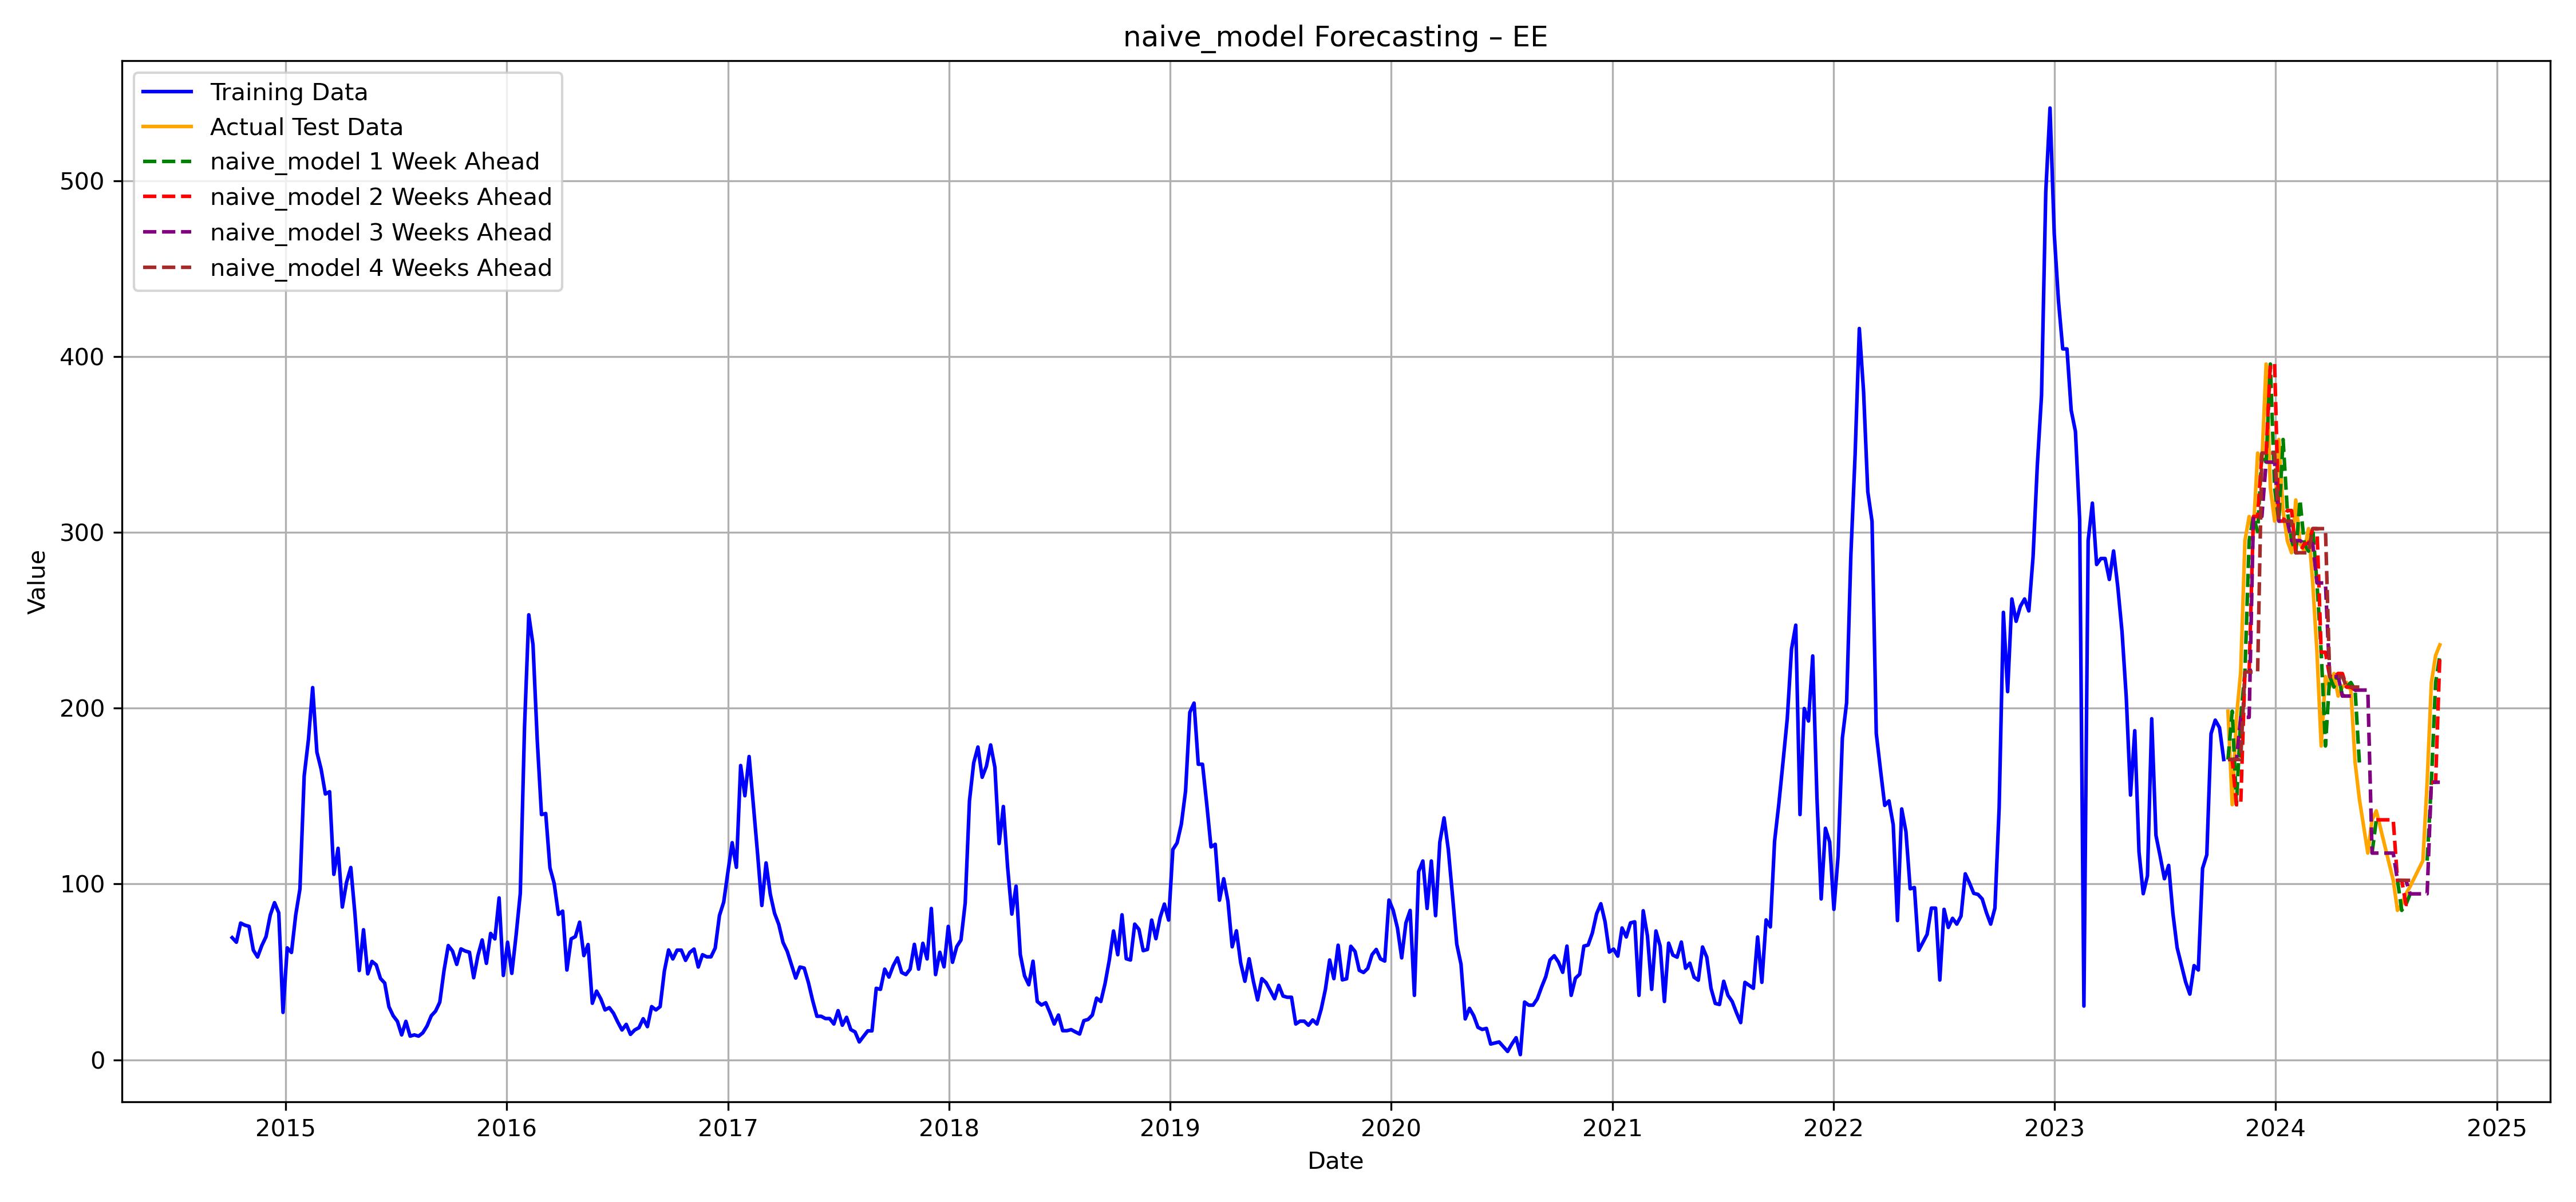 naive_model Forecasting – EE
Training Data
Actual Test Data
naive_model 1 Week Ahead
naive_model 2 Weeks Ahead
naive_model 3 Weeks Ahead
naive_model 4 Weeks Ahead
Value
500
400
300
200
100
0
2015 2016 2017 2018 2019 2020 2021 2022 2023 2024 2025
Date